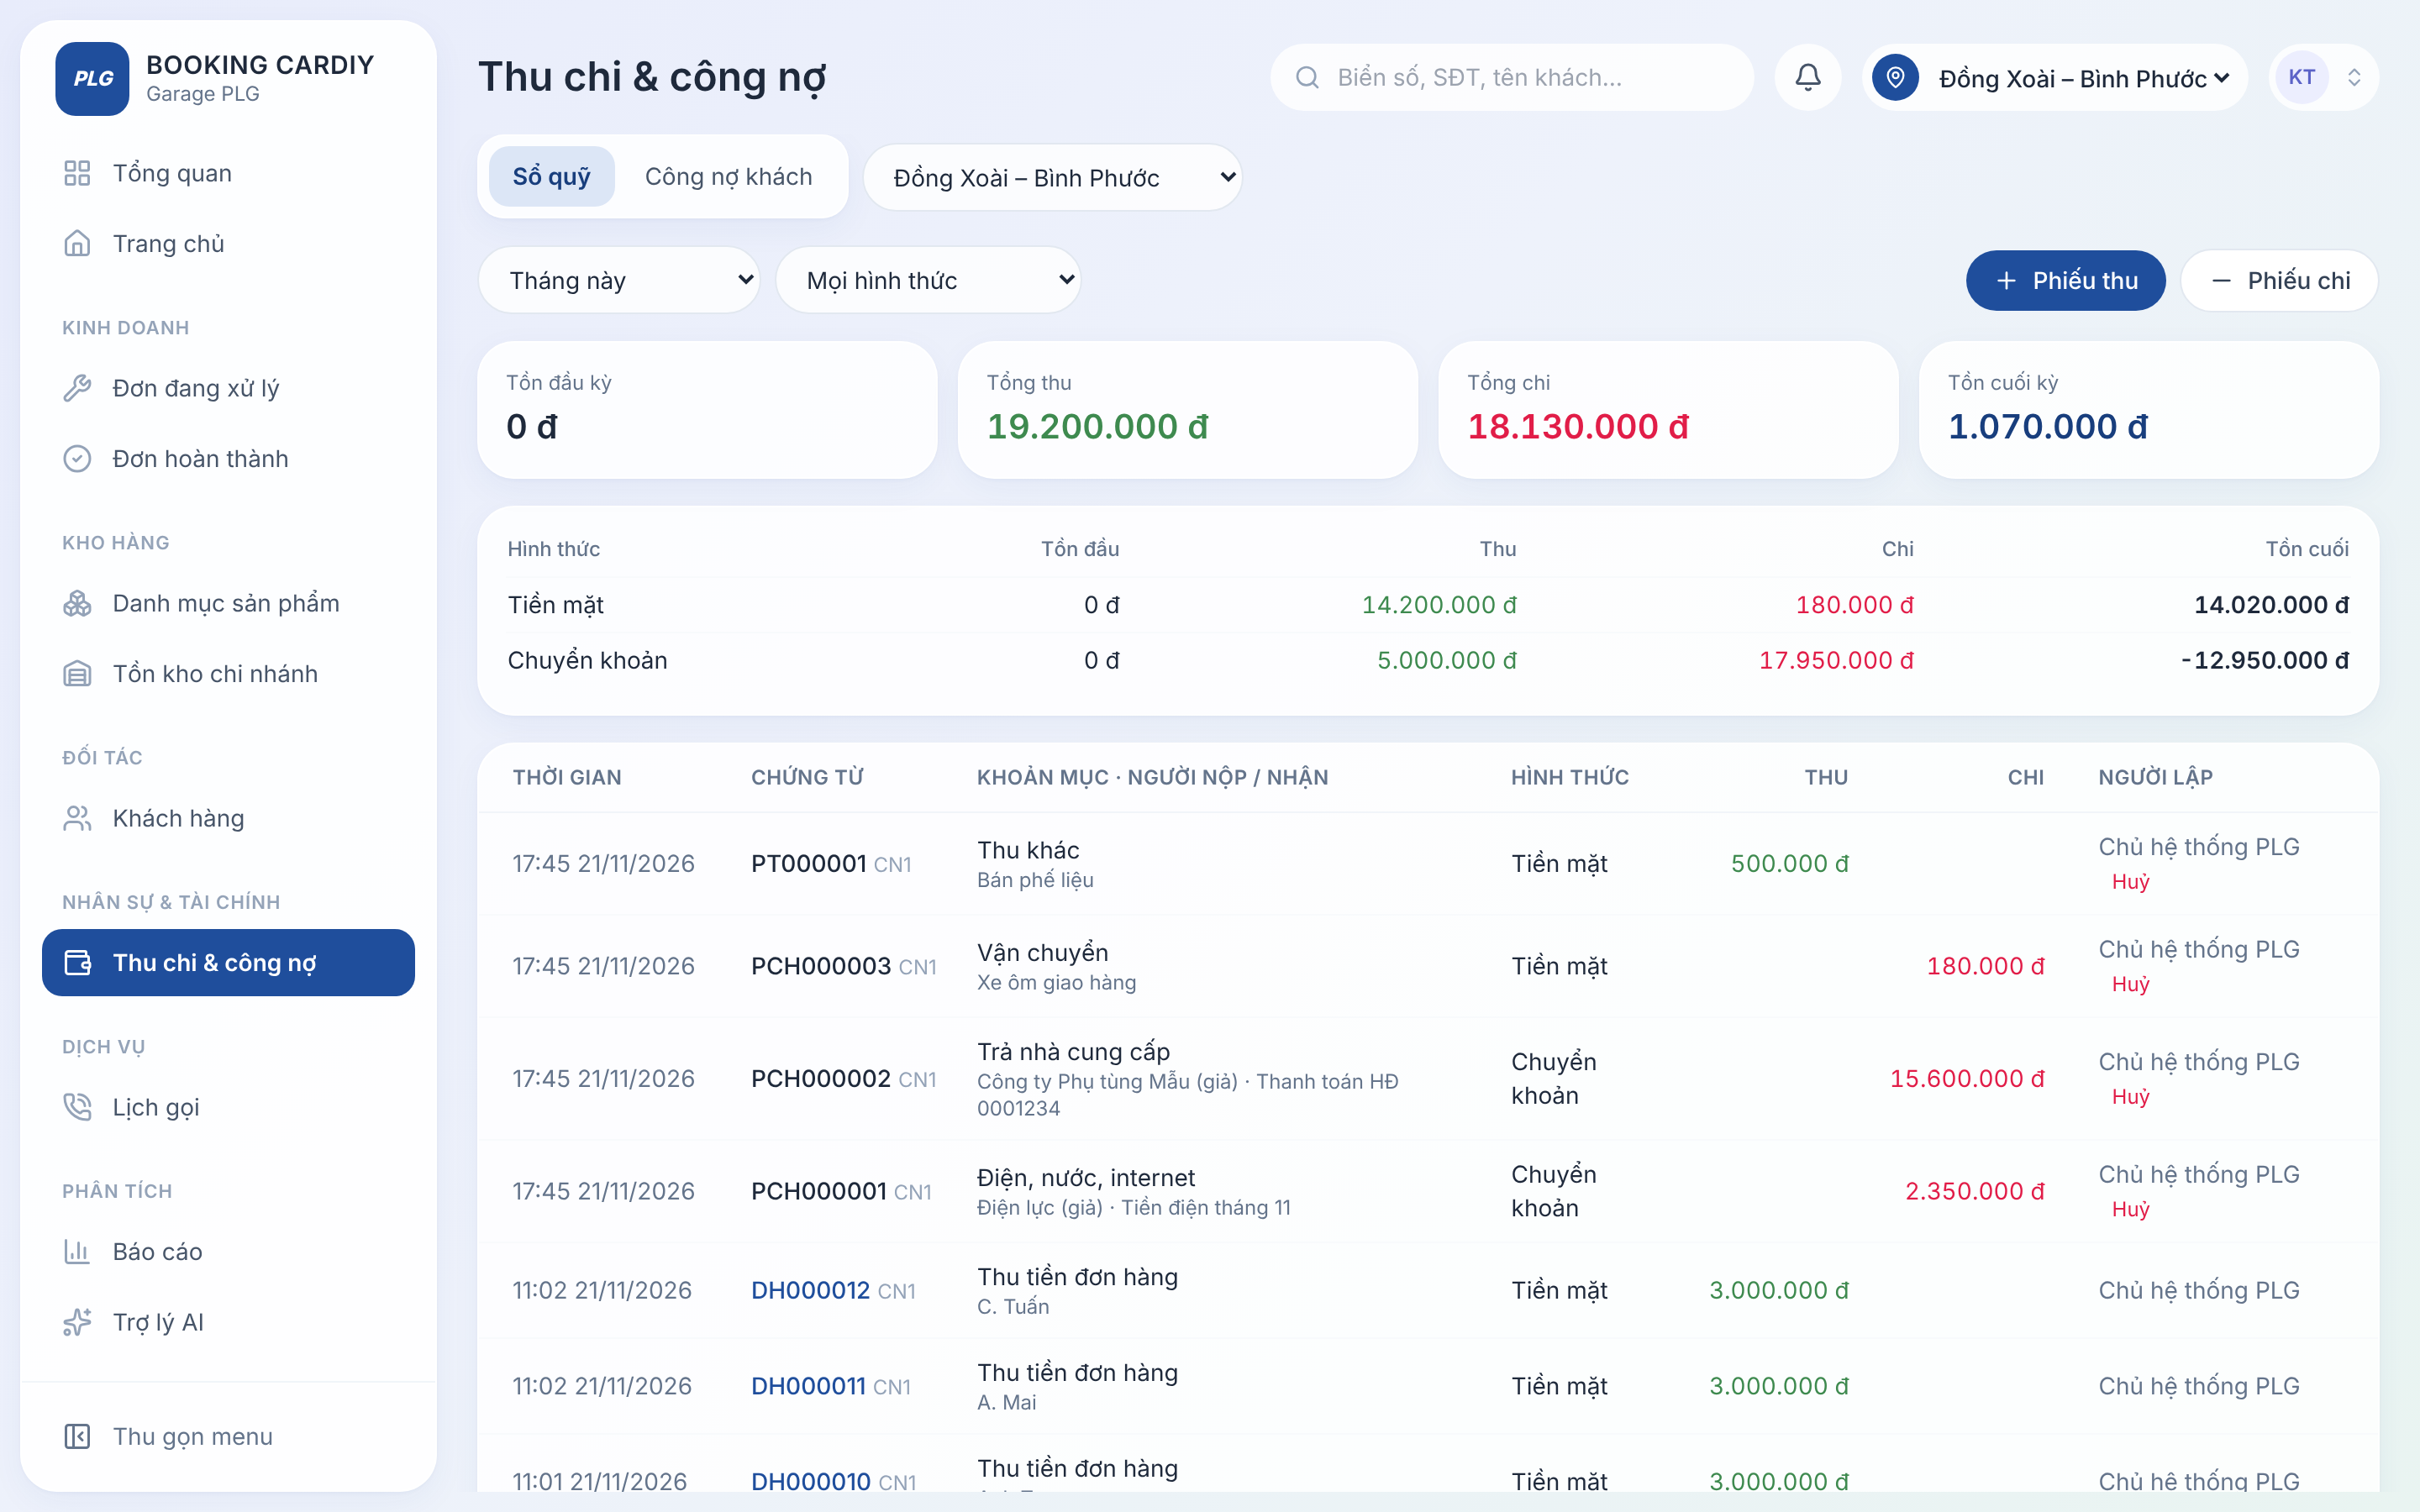 PLG
BOOKING CARDIY
Garage PLG
Tổng quan
Trang chủ
KINH DOANH
Đơn đang xử lý
Đơn hoàn thành
KHO HÀNG
Danh mục sản phẩm
Tồn kho chi nhánh
ĐỐI TÁC
Khách hàng
NHÂN SỰ & TÀI CHÍNH
Thu chi & công nợ
DỊCH VỤ
Lịch gọi
PHÂN TÍCH
Báo cáo
Trợ lý AI
Thu gọn menu
Thu chi & công nợ
Biển số, SĐT, tên khách...
Đồng Xoài – Bình Phước
KT
Sổ quỹ
Công nợ khách
Đồng Xoài – Bình Phước
Tháng này
Mọi hình thức
+ Phiếu thu
− Phiếu chi
Tồn đầu kỳ
0 đ
Tổng thu
19.200.000 đ
Tổng chi
18.130.000 đ
Tồn cuối kỳ
1.070.000 đ
Hình thức Tồn đầu Thu Chi Tồn cuối
Tiền mặt 0 đ 14.200.000 đ 180.000 đ 14.020.000 đ
Chuyển khoản 0 đ 5.000.000 đ 17.950.000 đ -12.950.000 đ
THỜI GIAN CHỨNG TỪ KHOẢN MỤC · NGƯỜI NỘP / NHẬN HÌNH THỨC THU CHI NGƯỜI LẬP
17:45 21/11/2026 PT000001 CN1 Thu khác Tiền mặt 500.000 đ Chủ hệ thống PLG
Bán phế liệu Huỷ
17:45 21/11/2026 PCH000003 CN1 Vận chuyển Tiền mặt 180.000 đ Chủ hệ thống PLG
Xe ôm giao hàng Huỷ
17:45 21/11/2026 PCH000002 CN1 Trả nhà cung cấp Chuyển 15.600.000 đ Chủ hệ thống PLG
Công ty Phụ tùng Mẫu (giả) · Thanh toán HĐ khoản Huỷ
0001234
17:45 21/11/2026 PCH000001 CN1 Điện, nước, internet Chuyển 2.350.000 đ Chủ hệ thống PLG
Điện lực (giả) · Tiền điện tháng 11 khoản Huỷ
11:02 21/11/2026 DH000012 CN1 Thu tiền đơn hàng Tiền mặt 3.000.000 đ Chủ hệ thống PLG
C. Tuấn
11:02 21/11/2026 DH000011 CN1 Thu tiền đơn hàng Tiền mặt 3.000.000 đ Chủ hệ thống PLG
A. Mai
11:01 21/11/2026 DH000010 CN1 Thu tiền đơn hàng Tiền mặt 3.000.000 đ Chủ hệ thống PLG